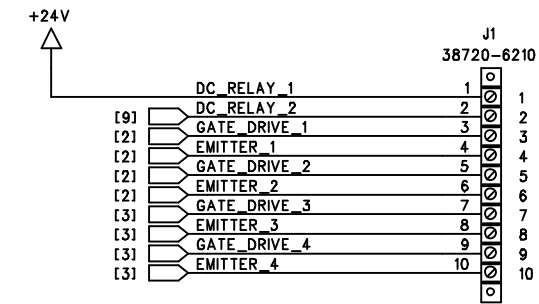 +24V
J1
38720-6210
DC_RELAY_1 1 1
[9] DC_RELAY_2 2 2
[2] GATE_DRIVE_1 3 3
[2] EMITTER_1 4 4
[2] GATE_DRIVE_2 5 5
[2] EMITTER_2 6 6
[3] GATE_DRIVE_3 7 7
[3] EMITTER_3 8 8
[3] GATE_DRIVE_4 9 9
[3] EMITTER_4 10 10